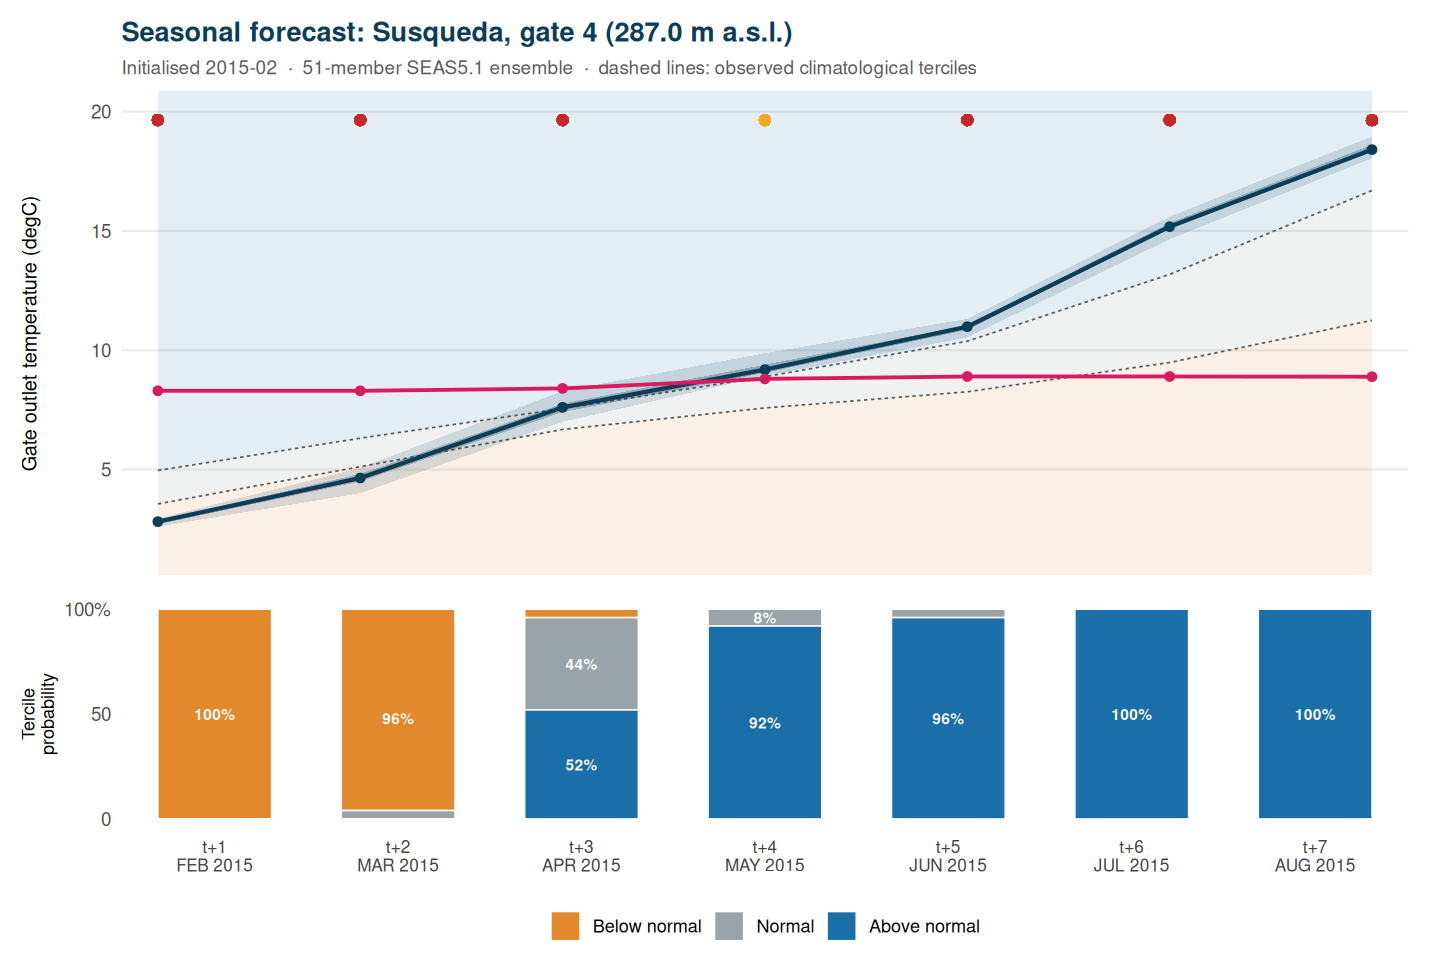 Seasonal forecast: Susqueda, gate 4 (287.0 m a.s.l.)
Initialised 2015-02 · 51-member SEAS5.1 ensemble · dashed lines: observed climatological terciles
Gate outlet temperature (degC)
20
15
10
5
Tercile
probability
100%
50
0
100%
96%
44%
52%
8%
92%
96%
100%
100%
t+1
FEB 2015
t+2
MAR 2015
t+3
APR 2015
t+4
MAY 2015
t+5
JUN 2015
t+6
JUL 2015
t+7
AUG 2015
Below normal
Normal
Above normal